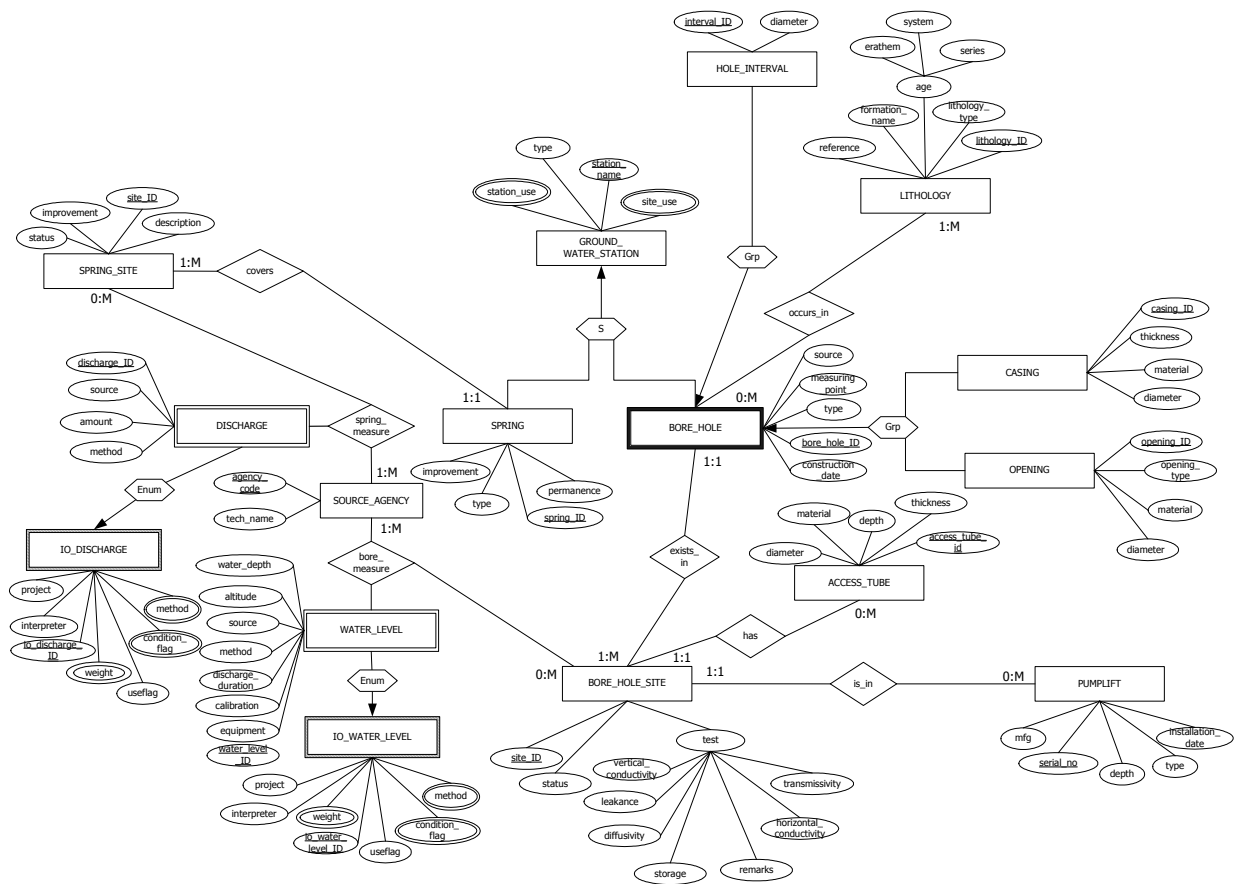 system
interval_ID
diameter
erathem
series
HOLE_INTERVAL
age
formation_
name
lithology_
type
type
reference
lithology_ID
station_
name
site_ID
station_use
site_use
LITHOLOGY
improvement
description
1:M
status
GROUND_
WATER_STATION
Grp
SPRING_SITE
1:M
covers
0:M
casing_ID
occurs_in
S
thickness
source
discharge_ID
measuring_
point
CASING
material
source
1:1
0:M
type
diameter
amount
DISCHARGE
spring_
measure
SPRING
BORE_HOLE
Grp
bore_hole_ID
opening_ID
method
1:1
construction
_date
OPENING
opening_
type
improvement
1:M
Enum
agency_
code
permanence
SOURCE_AGENCY
type
thickness
material
depth
material
tech_name
spring_ID
1:M
access_tube_
id
IO_DISCHARGE
diameter
diameter
bore_
measure
exists_
in
water_depth
ACCESS_TUBE
project
altitude
0:M
method
interpreter
source
WATER_LEVEL
has
io_discharge_
ID
condition_
flag
method
1:M
1:1
weight
discharge_
duration
0:M
BORE_HOLE_SITE
1:1
is_in
0:M
PUMPLIFT
useflag
Enum
calibration
equipment
IO_WATER_LEVEL
test
mfg
installation_
date
water_level
_ID
site_ID
serial_no
type
depth
vertical_
conductivity
project
status
transmissivity
method
leakance
interpreter
weight
condition_
flag
diffusivity
horizontal_
conductivity
io_water_
level_ID
useflag
storage
remarks